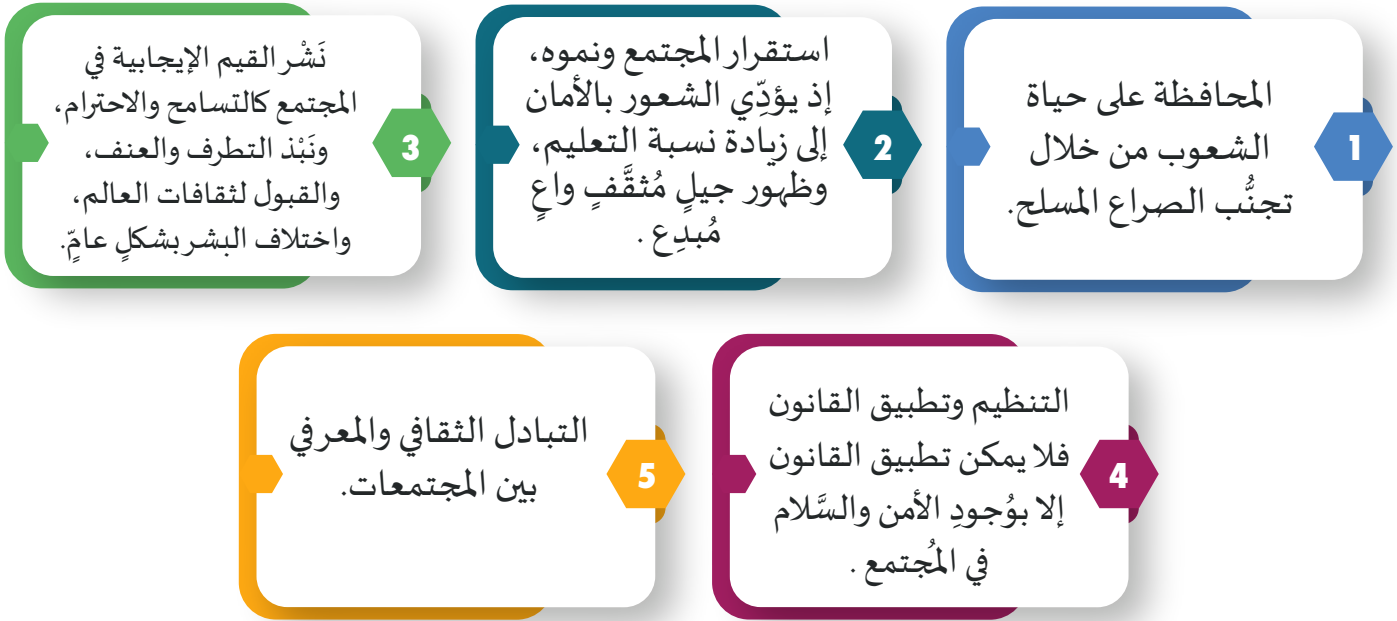 1
المحافظة على حياة
الشعوب من خلال
تجنُّب الصراع المسلح.
2
استقرار المجتمع ونموه،
إذ يؤدِّي الشعور بالأمان
إلى زيادة نسبة التعليم،
وظهور جيلٍ مُثقَّفٍ واعٍ
مُبدِع .
3
نَشْر القيم الإيجابية في
المجتمع كالتسامح والاحترام،
ونَبْذ التطرف والعنف،
والقبول لثقافات العالم،
واختلاف البشر بشكلٍ عامٍّ.
4
التنظيم وتطبيق القانون
فلا يمكن تطبيق القانون
إلا بوُجودِ الأمن والسَّلام
في المُجتمع .
5
التبادل الثقافي والمعرفي
بين المجتمعات.